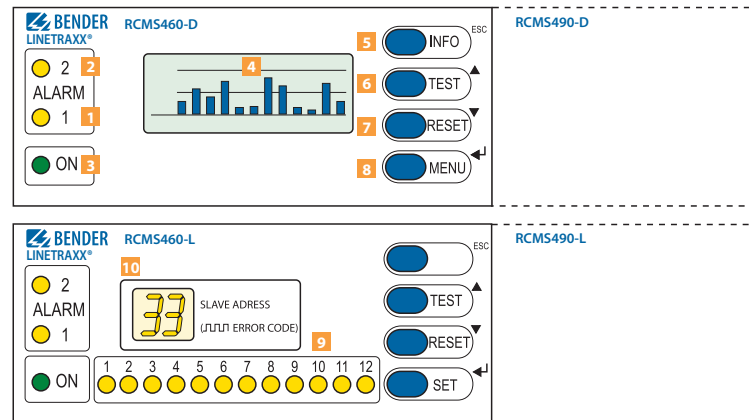 BENDER RCMS460-D RCMS490-D
LINETRAXX®
2 2
ALARM
1 1
ON 3
4
5 INFO ESC
6 TEST
7 RESET
8 MENU
BENDER RCMS460-L RCMS490-L
LINETRAXX®
2
ALARM
1
ON
10
33 SLAVE ADRESS
( ERROR CODE)
9
1 2 3 4 5 6 7 8 9 10 11 12
ESC
TEST
RESET
SET